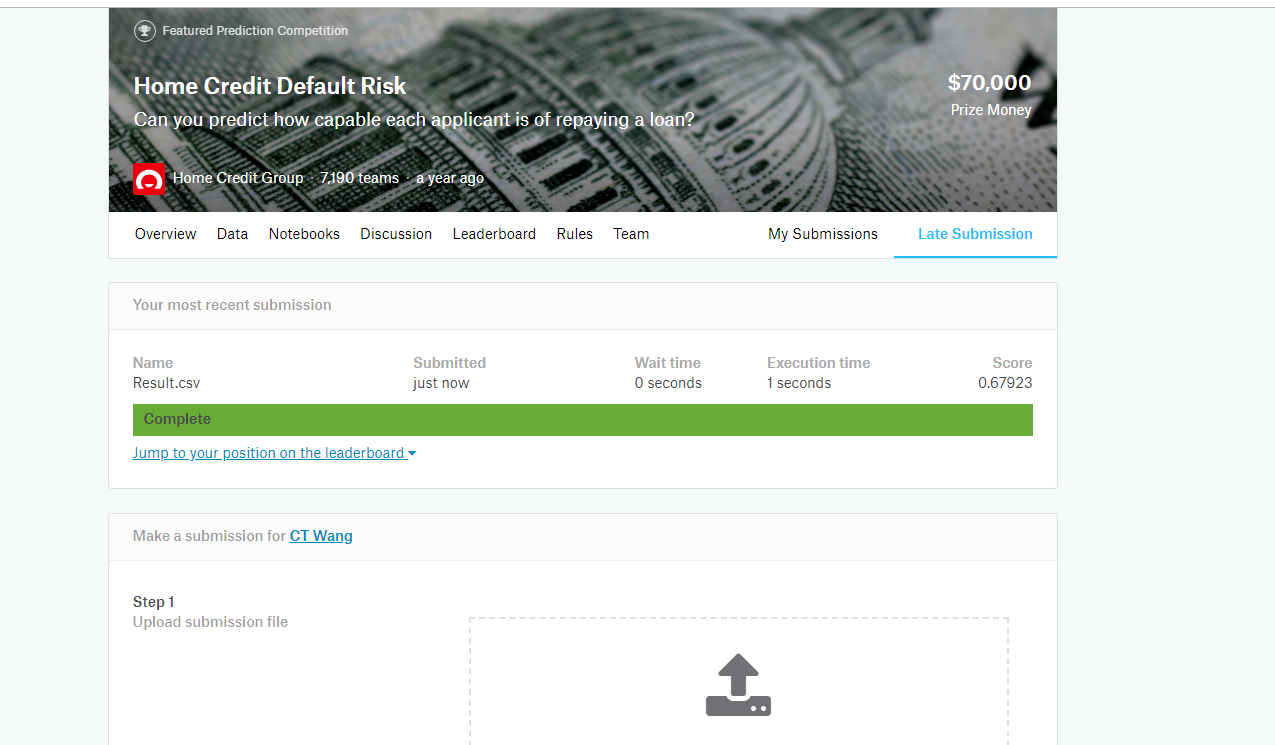 Featured Prediction Competition
Home Credit Default Risk
$70,000
Can you predict how capable each applicant is of repaying a loan?
Prize Money
Home Credit Group · 7,190 teams · a year ago
Overview Data Notebooks Discussion Leaderboard Rules Team My Submissions Late Submission
Your most recent submission
Name Submitted Wait time Execution time Score
Result.csv just now 0 seconds 1 seconds 0.67923
Complete
Jump to your position on the leaderboard
Make a submission for CT Wang
Step 1
Upload submission file